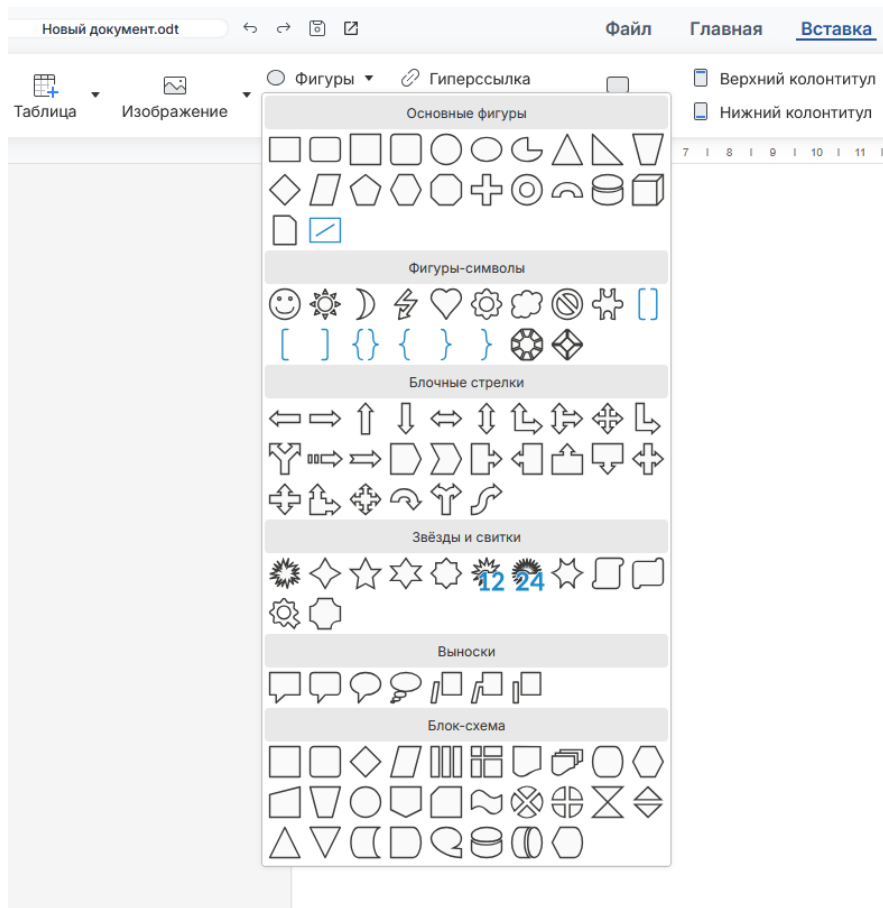 Новый документ.odt
Файл Главная Вставка
Фигуры Гиперссылка Верхний колонтитул
Таблица Изображение Нижний колонтитул
Основные фигуры
7 8 9 10 11
Фигуры-символы
Блочные стрелки
Звёзды и свитки
12 24
Выноски
Блок-схема